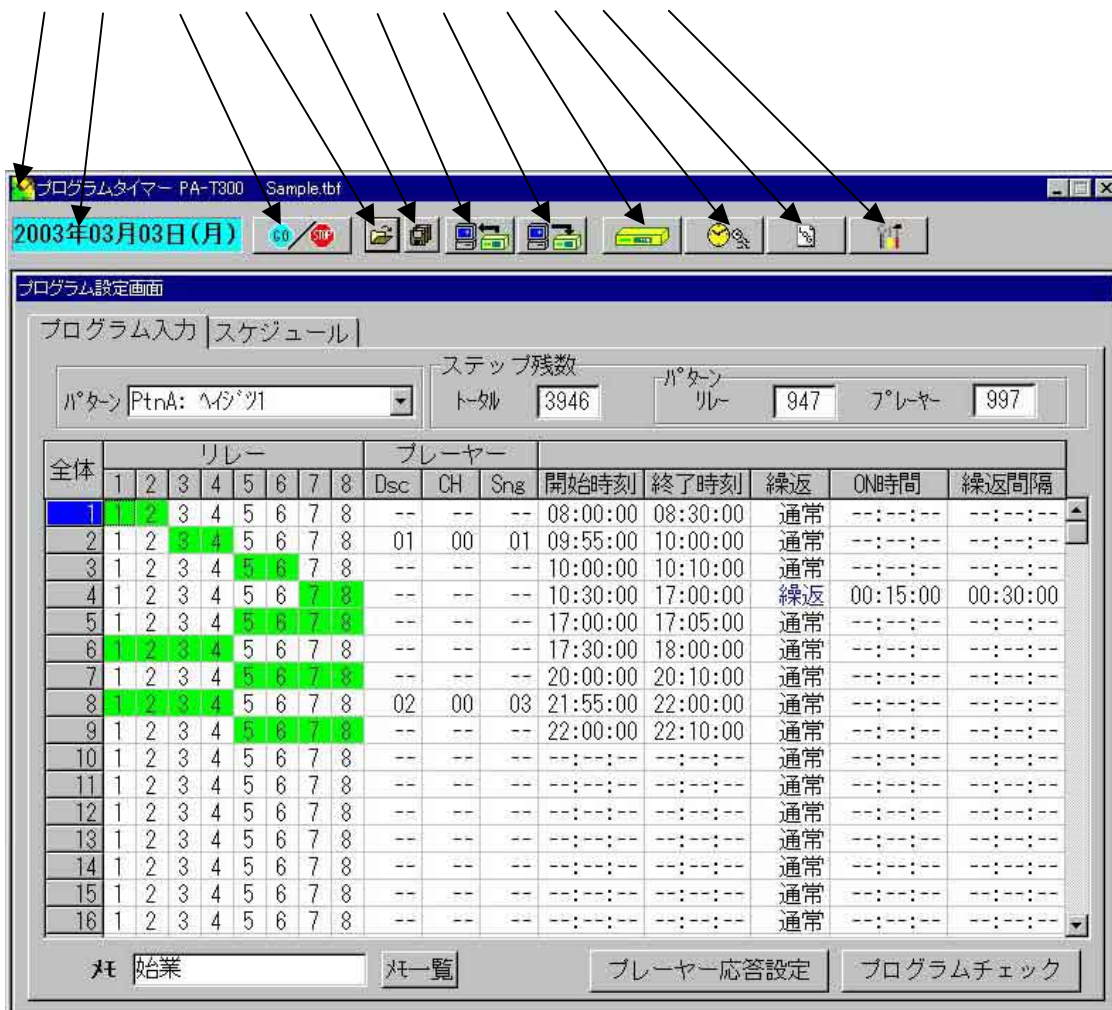 プログラムタイマー PA-T300 Sample.tbf
2003年03月03日(月) GO/STOP
プログラム設定画面
プログラム入力 スケジュール
ステップ残数
パターン PtnA: ヘイジツ1 トータル 3946 パターン リレー 947 プレーヤー 997
全体 リレー プレーヤー
1 2 3 4 5 6 7 8 Dsc CH Sng 開始時刻 終了時刻 繰返 ON時間 繰返間隔
1 1 2 3 4 5 6 7 8 -- -- -- 08:00:00 08:30:00 通常 --:--:-- --:--:--
2 1 2 3 4 5 6 7 8 01 00 01 09:55:00 10:00:00 通常 --:--:-- --:--:--
3 1 2 3 4 5 6 7 8 -- -- -- 10:00:00 10:10:00 通常 --:--:-- --:--:--
4 1 2 3 4 5 6 7 8 -- -- -- 10:30:00 17:00:00 繰返 00:15:00 00:30:00
5 1 2 3 4 5 6 7 8 -- -- -- 17:00:00 17:05:00 通常 --:--:-- --:--:--
6 1 2 3 4 5 6 7 8 -- -- -- 17:30:00 18:00:00 通常 --:--:-- --:--:--
7 1 2 3 4 5 6 7 8 -- -- -- 20:00:00 20:10:00 通常 --:--:-- --:--:--
8 1 2 3 4 5 6 7 8 02 00 03 21:55:00 22:00:00 通常 --:--:-- --:--:--
9 1 2 3 4 5 6 7 8 -- -- -- 22:00:00 22:10:00 通常 --:--:-- --:--:--
10 1 2 3 4 5 6 7 8 -- -- -- --:--:-- --:--:-- 通常 --:--:-- --:--:--
11 1 2 3 4 5 6 7 8 -- -- -- --:--:-- --:--:-- 通常 --:--:-- --:--:--
12 1 2 3 4 5 6 7 8 -- -- -- --:--:-- --:--:-- 通常 --:--:-- --:--:--
13 1 2 3 4 5 6 7 8 -- -- -- --:--:-- --:--:-- 通常 --:--:-- --:--:--
14 1 2 3 4 5 6 7 8 -- -- -- --:--:-- --:--:-- 通常 --:--:-- --:--:--
15 1 2 3 4 5 6 7 8 -- -- -- --:--:-- --:--:-- 通常 --:--:-- --:--:--
16 1 2 3 4 5 6 7 8 -- -- -- --:--:-- --:--:-- 通常 --:--:-- --:--:--
メモ 始業 メモ一覧 プレーヤー応答設定 プログラムチェック